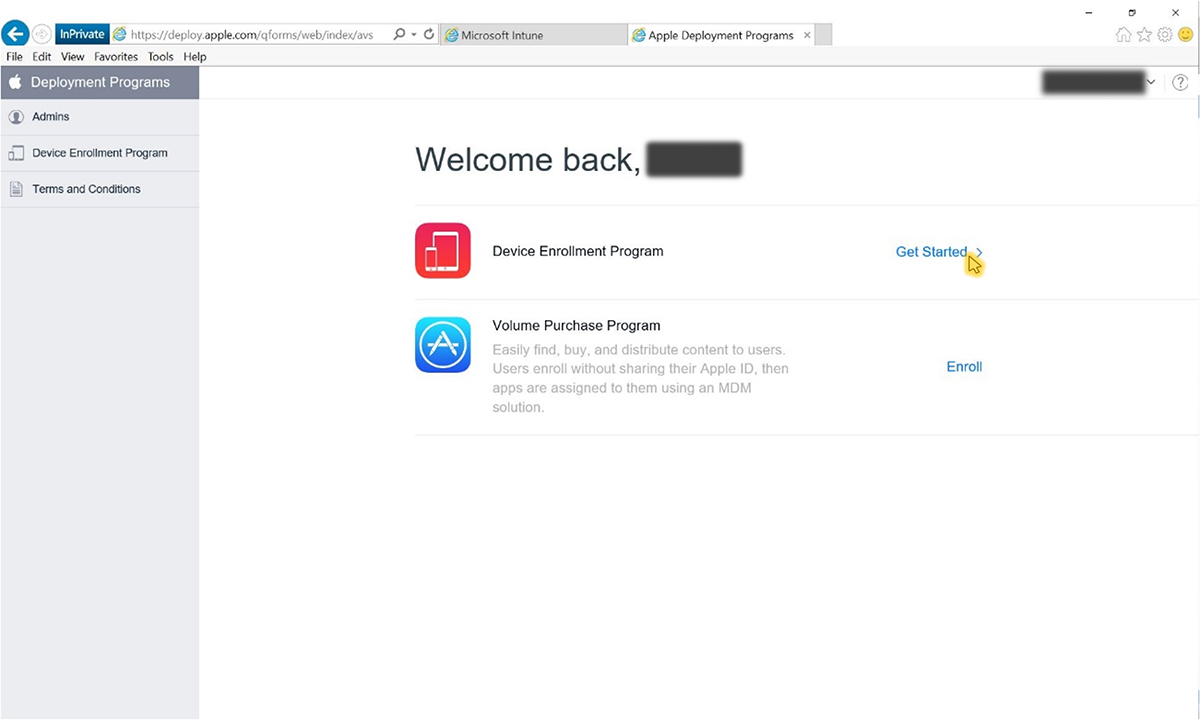 InPrivate https://deploy.apple.com/qforms/web/index/avs Microsoft Intune Apple Deployment Programs
File Edit View Favorites Tools Help
Deployment Programs
Admins
Device Enrollment Program
Terms and Conditions
Welcome back,
Device Enrollment Program Get Started
Volume Purchase Program
Easily find, buy, and distribute content to users.
Users enroll without sharing their Apple ID, then
apps are assigned to them using an MDM
solution.
Enroll